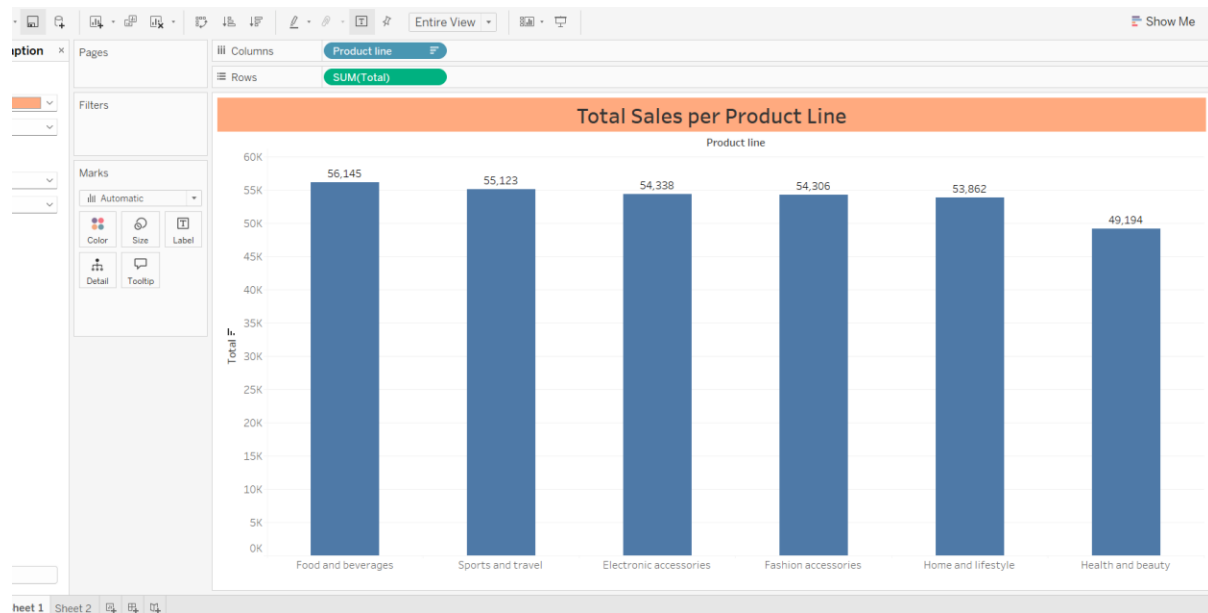 Entire View
Show Me
ption × Pages
Columns Product line
Rows SUM(Total)
Filters
Marks
Automatic
Color Size Label
Detail Tooltip
Total Sales per Product Line
Product line
60K
55K
50K
45K
40K
35K
30K
25K
20K
15K
10K
5K
0K
Total
56,145
55,123
54,338
54,306
53,862
49,194
Food and beverages
Sports and travel
Electronic accessories
Fashion accessories
Home and lifestyle
Health and beauty
heet 1 Sheet 2